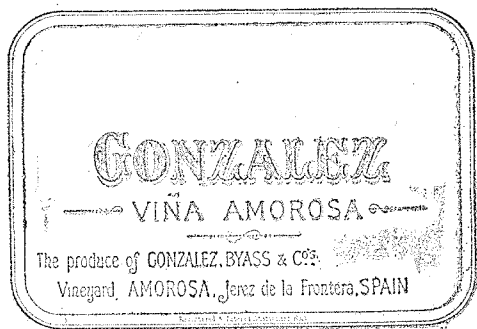 GONZALEZ
VIÑA AMOROSA
The produce of GONZALEZ, BYASS & Co's.
Vineyard, AMOROSA, Jerez de la Frontera, SPAIN